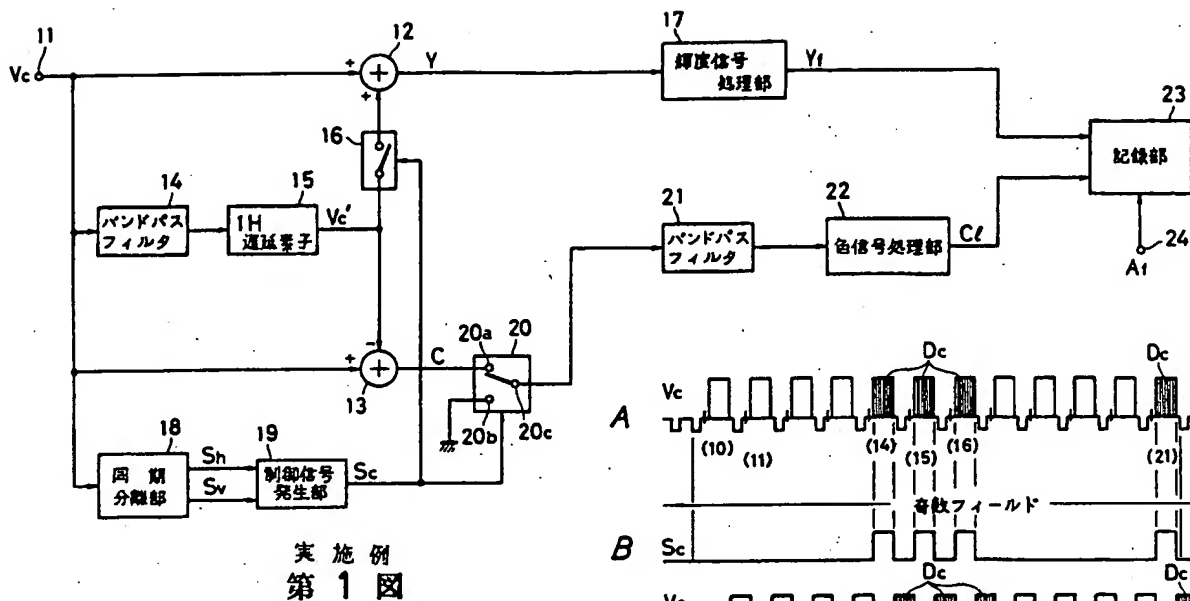 11
Vc
12
+
+
Y
17
輝度信号
処理部
Yf
23
記録部
16
14
バンドパス
フィルタ
15
1H
遅延素子
Vc'
21
バンドパス
フィルタ
22
色信号処理部
Cℓ
24
Af
-
+
13
C
20a
20
20b
20c
18
同期
分離部
Sh
Sv
19
制御信号
発生部
Sc
実施例
第1図
A
Vc
Dc
Dc
(10)
(11)
(14)
(15)
(16)
(21)
奇数フィールド
B
Sc
Dc
Dc
Vc